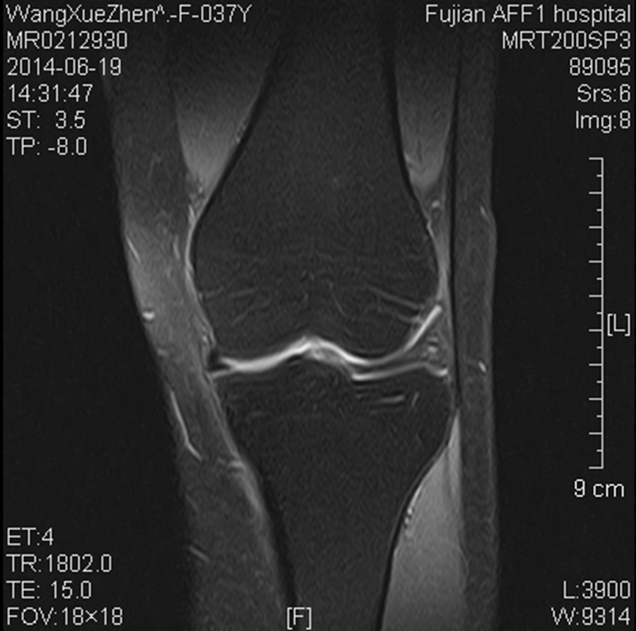 WangXueZhen^.-F-037Y
MR0212930
2014-06-19
14:31:47
ST: 3.5
TP: -8.0
Fujian AFF1 hospital
MRT200SP3
89095
Srs:6
Img:8
[L]
9 cm
ET:4
TR:1802.0
TE: 15.0
FOV:18×18
[F]
L:3900
W:9314